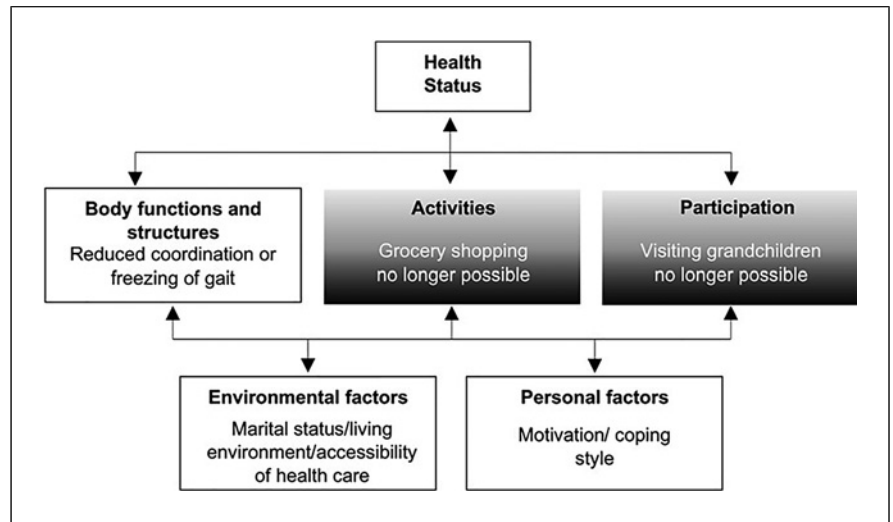 Health
Status
Body functions and
structures
Reduced coordination or
freezing of gait
Activities
Grocery shopping
no longer possible
Participation
Visiting grandchildren
no longer possible
Environmental factors
Marital status/living
environment/accessibility
of health care
Personal factors
Motivation/ coping
style